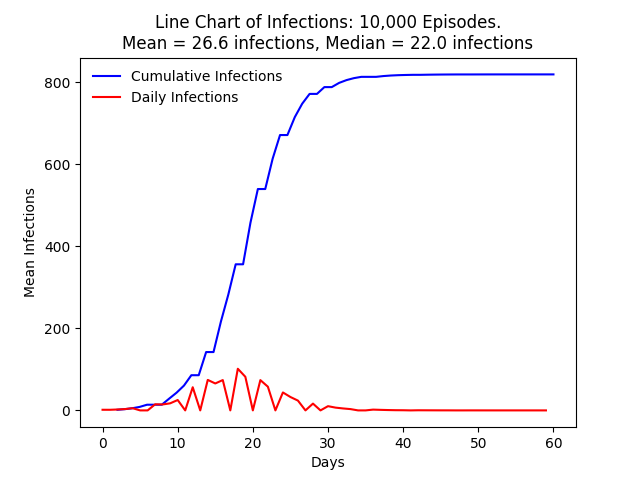 Line Chart of Infections: 10,000 Episodes.
Mean = 26.6 infections, Median = 22.0 infections
Cumulative Infections
Daily Infections
Mean Infections
800
600
400
200
0
0 10 20 30 40 50 60
Days